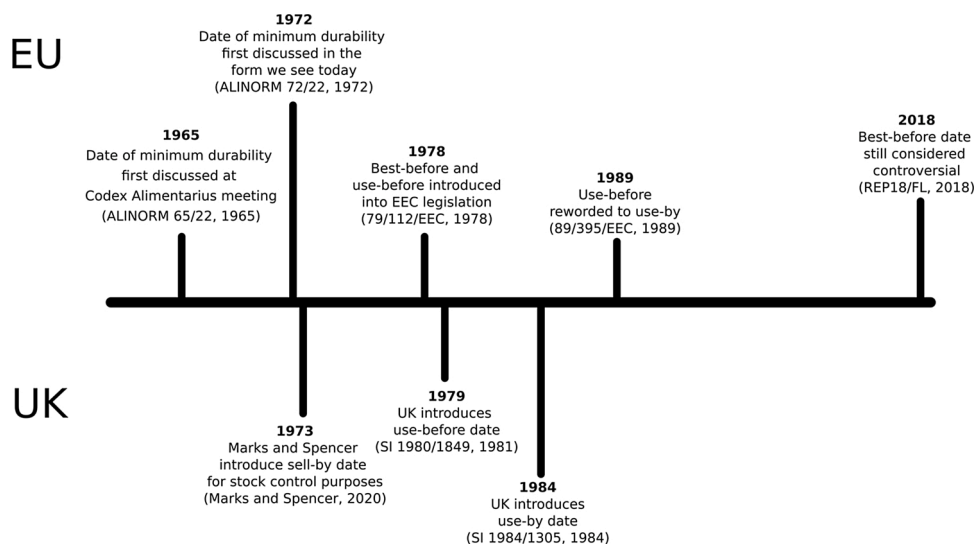 EU
1972
Date of minimum durability
first discussed in the
form we see today
(ALINORM 72/22, 1972)
1965
Date of minimum durability
first discussed at
Codex Alimentarius meeting
(ALINORM 65/22, 1965)
1978
Best-before and
use-before introduced
into EEC legislation
(79/112/EEC, 1978)
1989
Use-before
reworded to use-by
(89/395/EEC, 1989)
2018
Best-before date
still considered
controversial
(REP18/FL, 2018)
UK
1973
Marks and Spencer
introduce sell-by date
for stock control purposes
(Marks and Spencer, 2020)
1979
UK introduces
use-before date
(SI 1980/1849, 1981)
1984
UK introduces
use-by date
(SI 1984/1305, 1984)